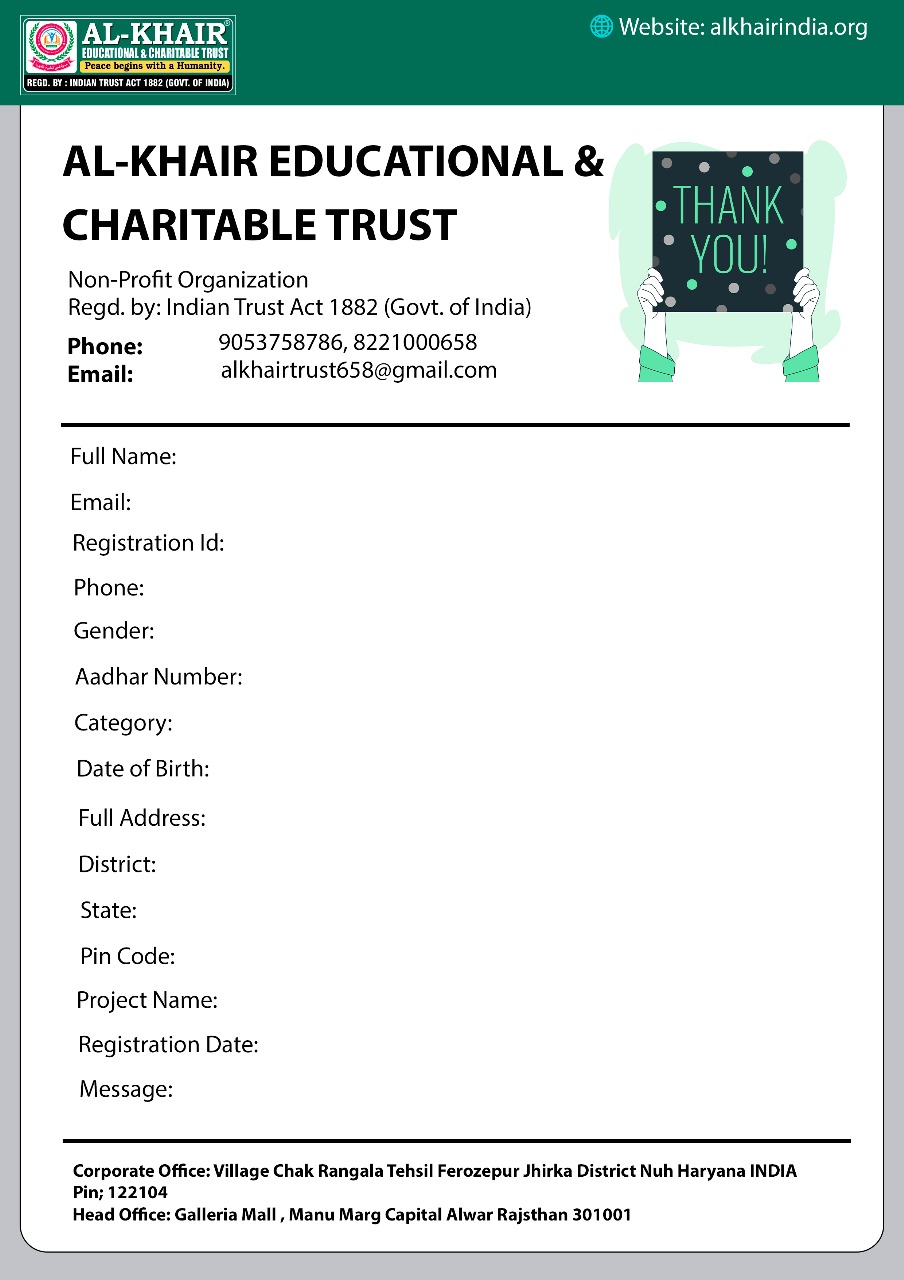 AL-KHAIR®
EDUCATIONAL & CHARITABLE TRUST
Peace begins with a Humanity.
REGD. BY : INDIAN TRUST ACT 1882 (GOVT. OF INDIA)
Website: alkhairindia.org
AL-KHAIR EDUCATIONAL &
CHARITABLE TRUST
THANK
YOU!
Non-Profit Organization
Regd. by: Indian Trust Act 1882 (Govt. of India)
Phone: 9053758786, 8221000658
Email: alkhairtrust658@gmail.com
Full Name:
Email:
Registration Id:
Phone:
Gender:
Aadhar Number:
Category:
Date of Birth:
Full Address:
District:
State:
Pin Code:
Project Name:
Registration Date:
Message:
Corporate Office: Village Chak Rangala Tehsil Ferozepur Jhirka District Nuh Haryana INDIA
Pin; 122104
Head Office: Galleria Mall , Manu Marg Capital Alwar Rajsthan 301001